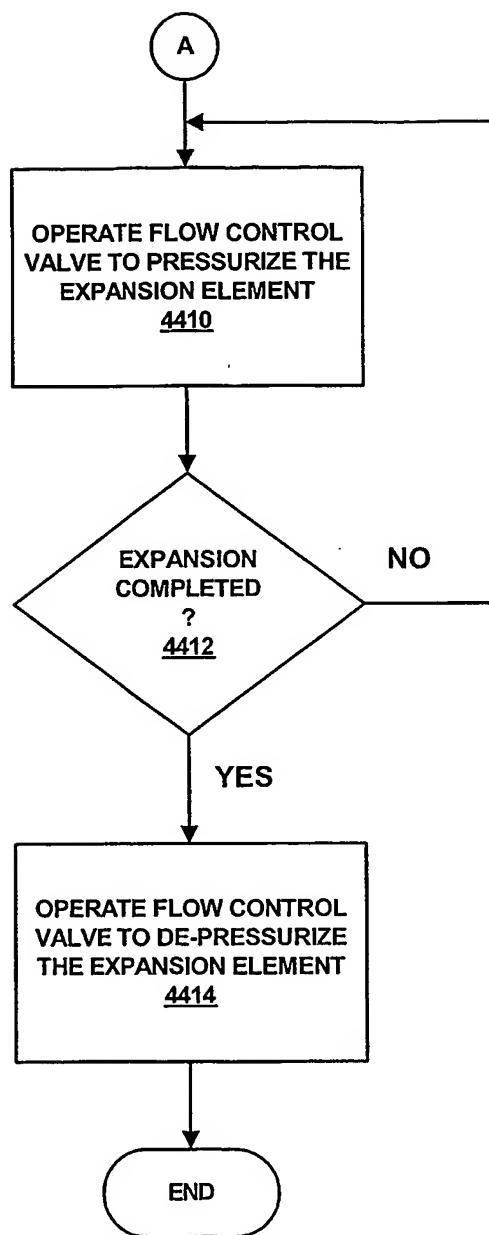 A
OPERATE FLOW CONTROL
VALVE TO PRESSURIZE THE
EXPANSION ELEMENT
4410
EXPANSION
COMPLETED
?
4412
NO
YES
OPERATE FLOW CONTROL
VALVE TO DE-PRESSURIZE
THE EXPANSION ELEMENT
4414
END